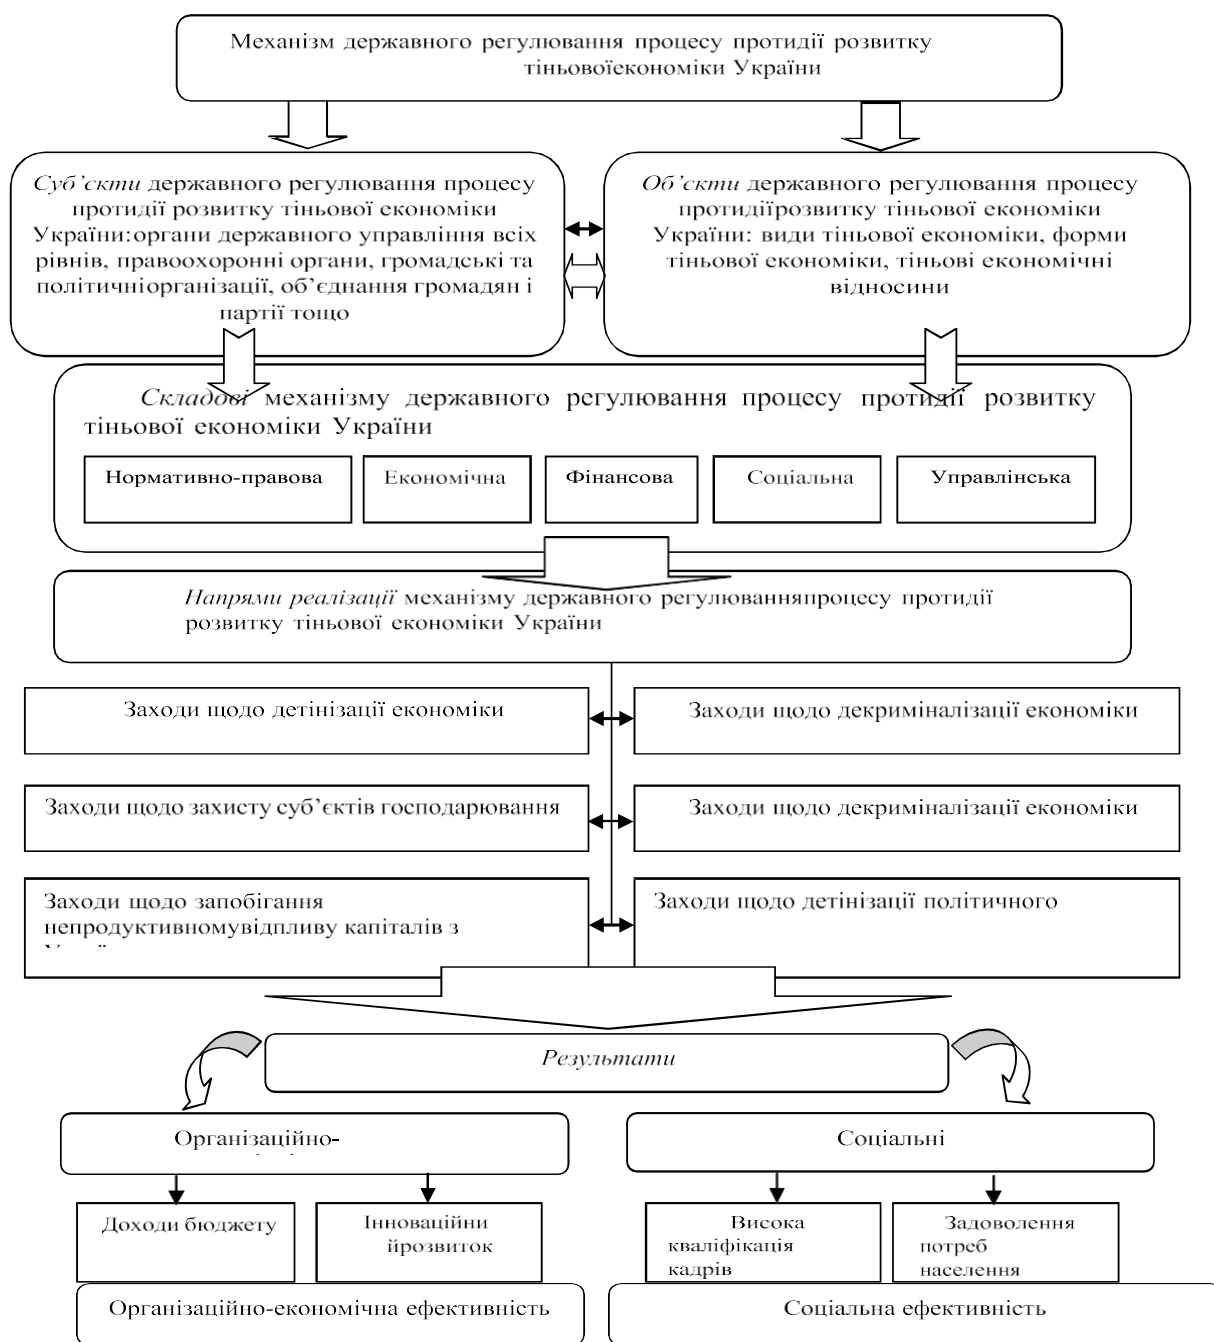 Механізм державного регулювання процесу протидії розвитку
тіньовоїекономіки України
Суб’єкти державного регулювання процесу
протидії розвитку тіньової економіки
України:органи державного управління всіх
рівнів, правоохоронні органи, громадські та
політичніорганізації, об’єднання громадян і
партії тощо
Об’єкти державного регулювання процесу
протидіїрозвитку тіньової економіки
України: види тіньової економіки, форми
тіньової економіки, тіньові економічні
відносини
Складові механізму державного регулювання процесу протидії розвитку
тіньової економіки України
Нормативно-правова
Економічна
Фінансова
Соціальна
Управлінська
Напрями реалізації механізму державного регулюванняпроцесу протидії
розвитку тіньової економіки України
Заходи щодо детінізації економіки
Заходи щодо декриміналізації економіки
Заходи щодо захисту суб’єктів господарювання
Заходи щодо декриміналізації економіки
Заходи щодо запобігання
непродуктивномувідпливу капіталів з
Заходи щодо детінізації політичного
Результати
Організаційно-
Соціальні
Доходи бюджету
Інноваційни
йрозвиток
Висока
кваліфікація
кадрів
Задоволення
потреб
населення
Організаційно-економічна ефективність
Соціальна ефективність